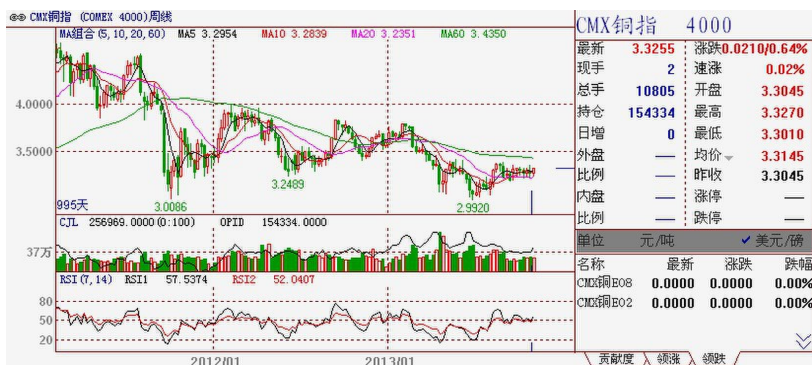 CMX铜指 (COMEX 4000)周线
MA组合(5,10,20,60) MA5 3.2954 MA10 3.2839 MA20 3.2351 MA60 3.4350
4.0000
3.5000
3.2489
3.0086
2.9920
995天
CJL 256969.0000(0:100) OPID 154334.0000
37万
RSI(7,14) RSI1 57.5374 RSI2 52.0407
80
50
20
2012/01 2013/01
CMX铜指 4000
最新 3.3255 涨跌 0.0210/0.64%
现手 2 速涨 0.02%
总手 10805 开盘 3.3045
持仓 154334 最高 3.3270
日增 0 最低 3.3010
外盘 — 均价 3.3145
比例 — 昨收 3.3045
内盘 — 涨停 —
比例 — 跌停 —
单位 元/吨 ✔美元/磅
名称 最新 涨跌 跌幅
CMX铜E08 0.0000 0.0000 0.00%
CMX铜E02 0.0000 0.0000 0.00%
贡献度 领涨 领跌